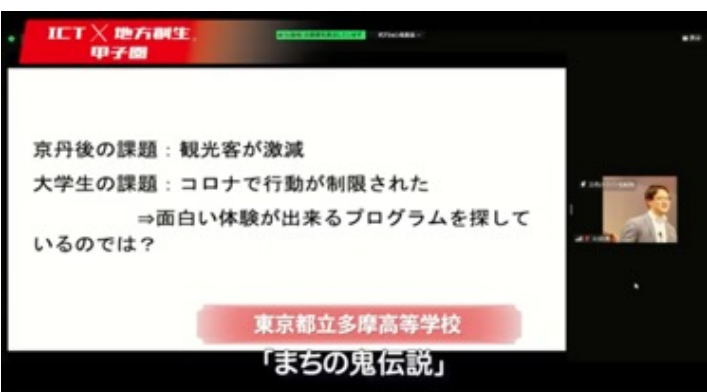 ICT×地方創生
甲子園
京丹後の課題：観光客が激減
大学生の課題：コロナで行動が制限された
⇒面白い体験が出来るプログラムを探して
いるのでは？
東京都立多摩高等学校
「まちの鬼伝説」